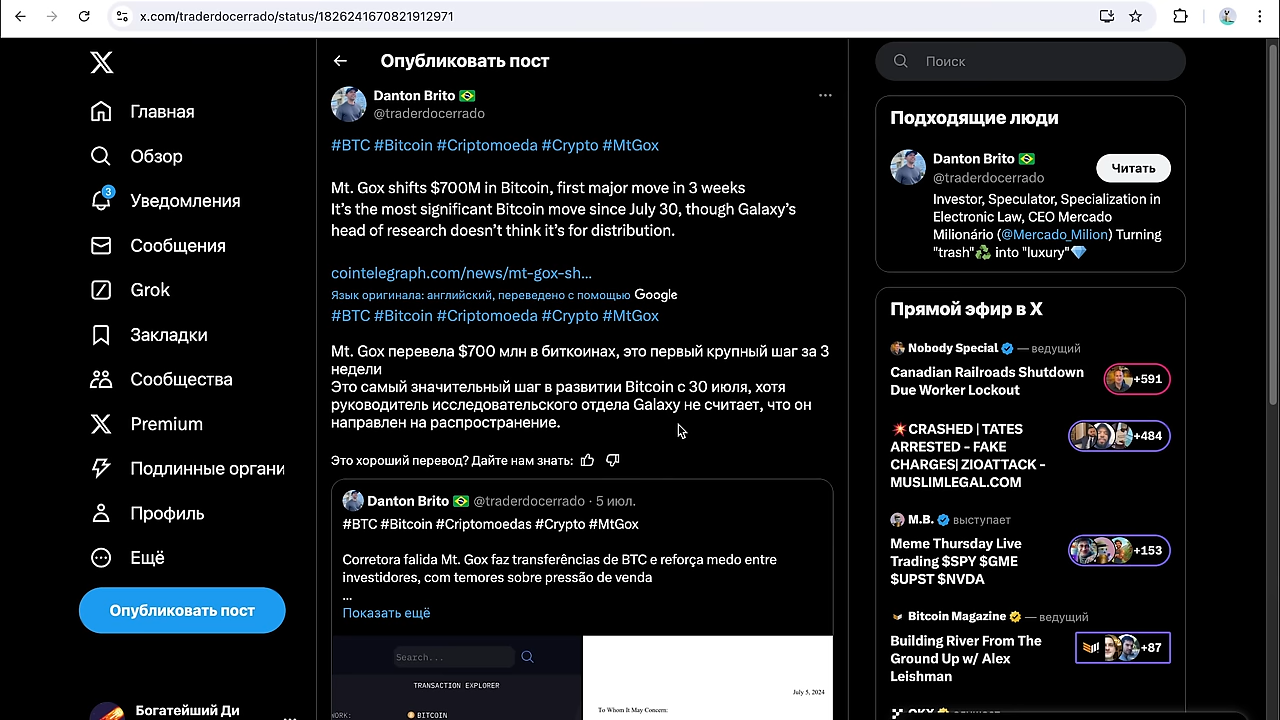 x.com/traderdocerrado/status/1826241670821912971
Главная
Обзор
3
Уведомления
Сообщения
Grok
Закладки
Сообщества
Premium
Подлинные органи
Профиль
Ещё
Опубликовать пост
Богатейший Ди
Опубликовать пост
Danton Brito
@traderdocerrado
#BTC #Bitcoin #Criptomoeda #Crypto #MtGox
Mt. Gox shifts $700M in Bitcoin, first major move in 3 weeks
It's the most significant Bitcoin move since July 30, though Galaxy's
head of research doesn't think it's for distribution.
cointelegraph.com/news/mt-gox-sh...
Язык оригинала: английский, переведено с помощью Google
#BTC #Bitcoin #Criptomoeda #Crypto #MtGox
Mt. Gox перевела $700 млн в биткоинах, это первый крупный шаг за 3
недели
Это самый значительный шаг в развитии Bitcoin с 30 июля, хотя
руководитель исследовательского отдела Galaxy не считает, что он
направлен на распространение.
Это хороший перевод? Дайте нам знать:
Danton Brito @traderdocerrado · 5 июл.
#BTC #Bitcoin #Criptomoedas #Crypto #MtGox
Corretora falida Mt. Gox faz transferências de BTC e reforça medo entre
investidores, com temores sobre pressão de venda
...
Показать ещё
Search...
TRANSACTION EXPLORER
WORK:
BITCOIN
July 5, 2024
To Whom It May Concern:
Поиск
Подходящие люди
Danton Brito
@traderdocerrado
Читать
Investor, Speculator, Specialization in
Electronic Law, CEO Mercado
Milionário (@Mercado_Milion) Turning
"trash" into "luxury"
Прямой эфир в X
Nobody Special — ведущий
Canadian Railroads Shutdown
Due Worker Lockout
+591
CRASHED | TATES
ARRESTED - FAKE
CHARGES| ZIOATTACK -
MUSLIMLEGAL.COM
+484
M.B. выступает
Meme Thursday Live
Trading $SPY $GME
$UPST $NVDA
+153
Bitcoin Magazine — ведущий
Building River From The
Ground Up w/ Alex
Leishman
+87